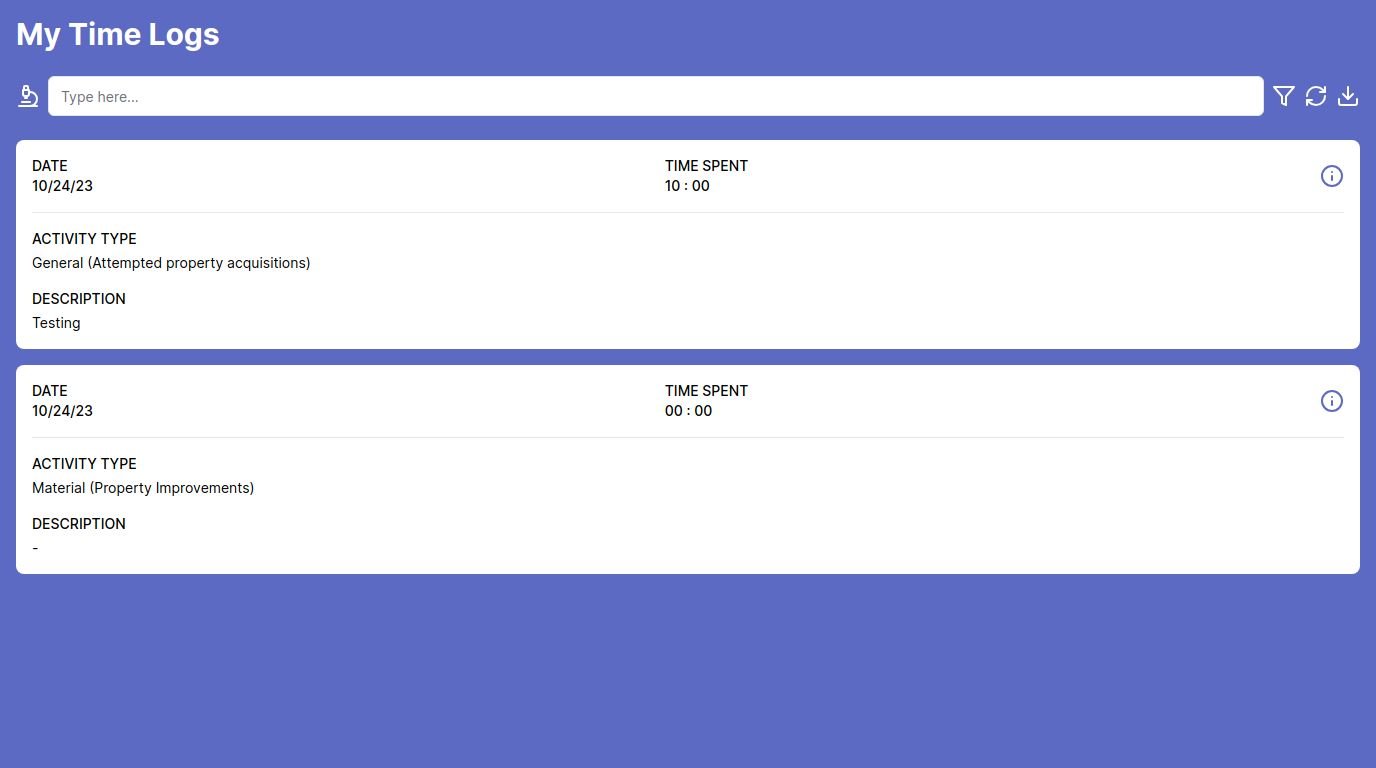 My Time Logs
Type here...
DATE
10/24/23
TIME SPENT
10 : 00
ACTIVITY TYPE
General (Attempted property acquisitions)
DESCRIPTION
Testing
DATE
10/24/23
TIME SPENT
00 : 00
ACTIVITY TYPE
Material (Property Improvements)
DESCRIPTION
-